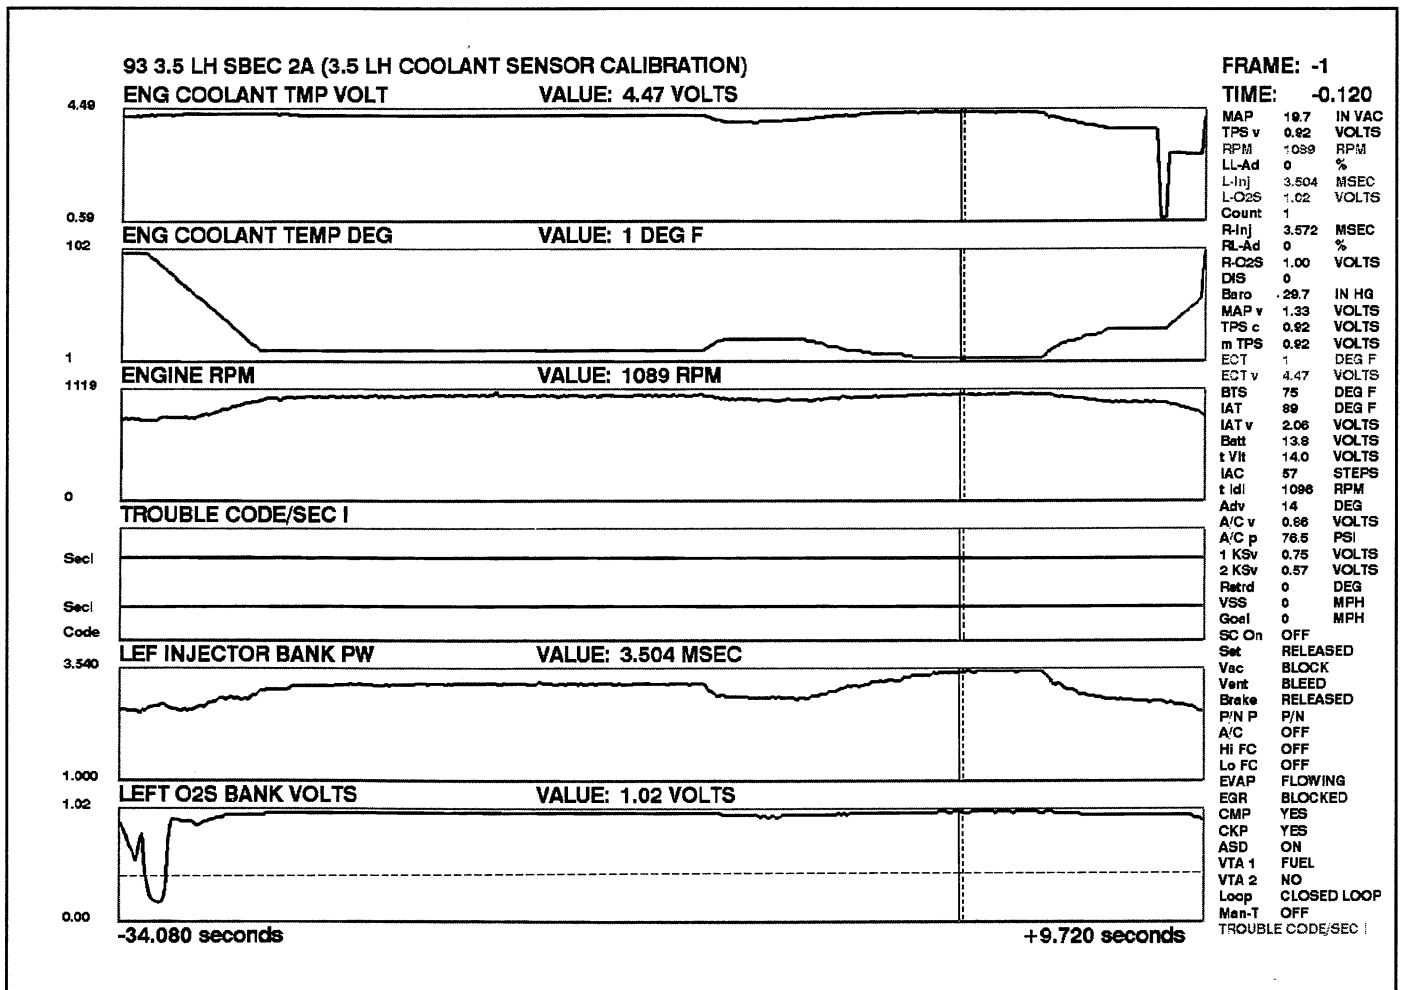 93 3.5 LH SBEC 2A (3.5 LH COOLANT SENSOR CALIBRATION)
FRAME: -1
ENG COOLANT TMP VOLT VALUE: 4.47 VOLTS
TIME: -0.120
4.49
0.59
ENG COOLANT TEMP DEG VALUE: 1 DEG F
102
1
ENGINE RPM VALUE: 1089 RPM
1119
0
TROUBLE CODE/SEC I
SecI
SecI
Code
LEF INJECTOR BANK PW VALUE: 3.504 MSEC
3.540
1.000
LEFT O2S BANK VOLTS VALUE: 1.02 VOLTS
1.02
0.00
-34.080 seconds +9.720 seconds
MAP 19.7 IN VAC
TPS v 0.92 VOLTS
RPM 1089 RPM
LL-Ad 0 %
L-Inj 3.504 MSEC
L-O2S 1.02 VOLTS
Count 1
R-Inj 3.572 MSEC
RL-Ad 0 %
R-O2S 1.00 VOLTS
DIS 0
Baro 29.7 IN HG
MAP v 1.33 VOLTS
TPS c 0.92 VOLTS
m TPS 0.92 VOLTS
ECT 1 DEG F
ECT v 4.47 VOLTS
BTS 75 DEG F
IAT 89 DEG F
IAT v 2.06 VOLTS
Batt 13.8 VOLTS
t Vlt 14.0 VOLTS
IAC 57 STEPS
t Idl 1096 RPM
Adv 14 DEG
A/C v 0.86 VOLTS
A/C p 76.5 PSI
1 KSv 0.75 VOLTS
2 KSv 0.57 VOLTS
Retrd 0 DEG
VSS 0 MPH
Goal 0 MPH
SC On OFF
Set RELEASED
Vac BLOCK
Vent BLEED
Brake RELEASED
P/N P P/N
A/C OFF
Hi FC OFF
Lo FC OFF
EVAP FLOWING
EGR BLOCKED
CMP YES
CKP YES
ASD ON
VTA 1 FUEL
VTA 2 NO
Loop CLOSED LOOP
Man-T OFF
TROUBLE CODE/SEC I